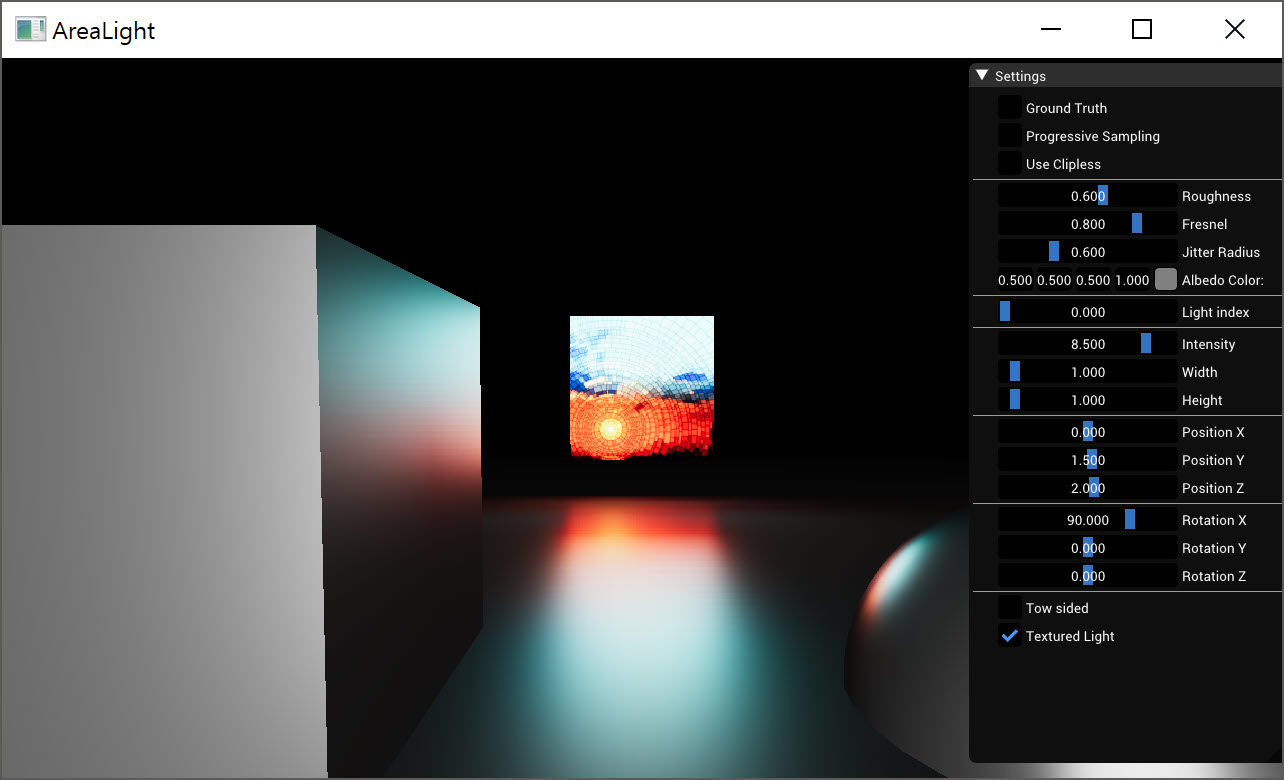 AreaLight
Settings
Ground Truth
Progressive Sampling
Use Clipless
0.600 Roughness
0.800 Fresnel
0.600 Jitter Radius
0.500 0.500 0.500 1.000 Albedo Color:
0.000 Light index
8.500 Intensity
1.000 Width
1.000 Height
0.000 Position X
1.500 Position Y
2.000 Position Z
90.000 Rotation X
0.000 Rotation Y
0.000 Rotation Z
Tow sided
Textured Light